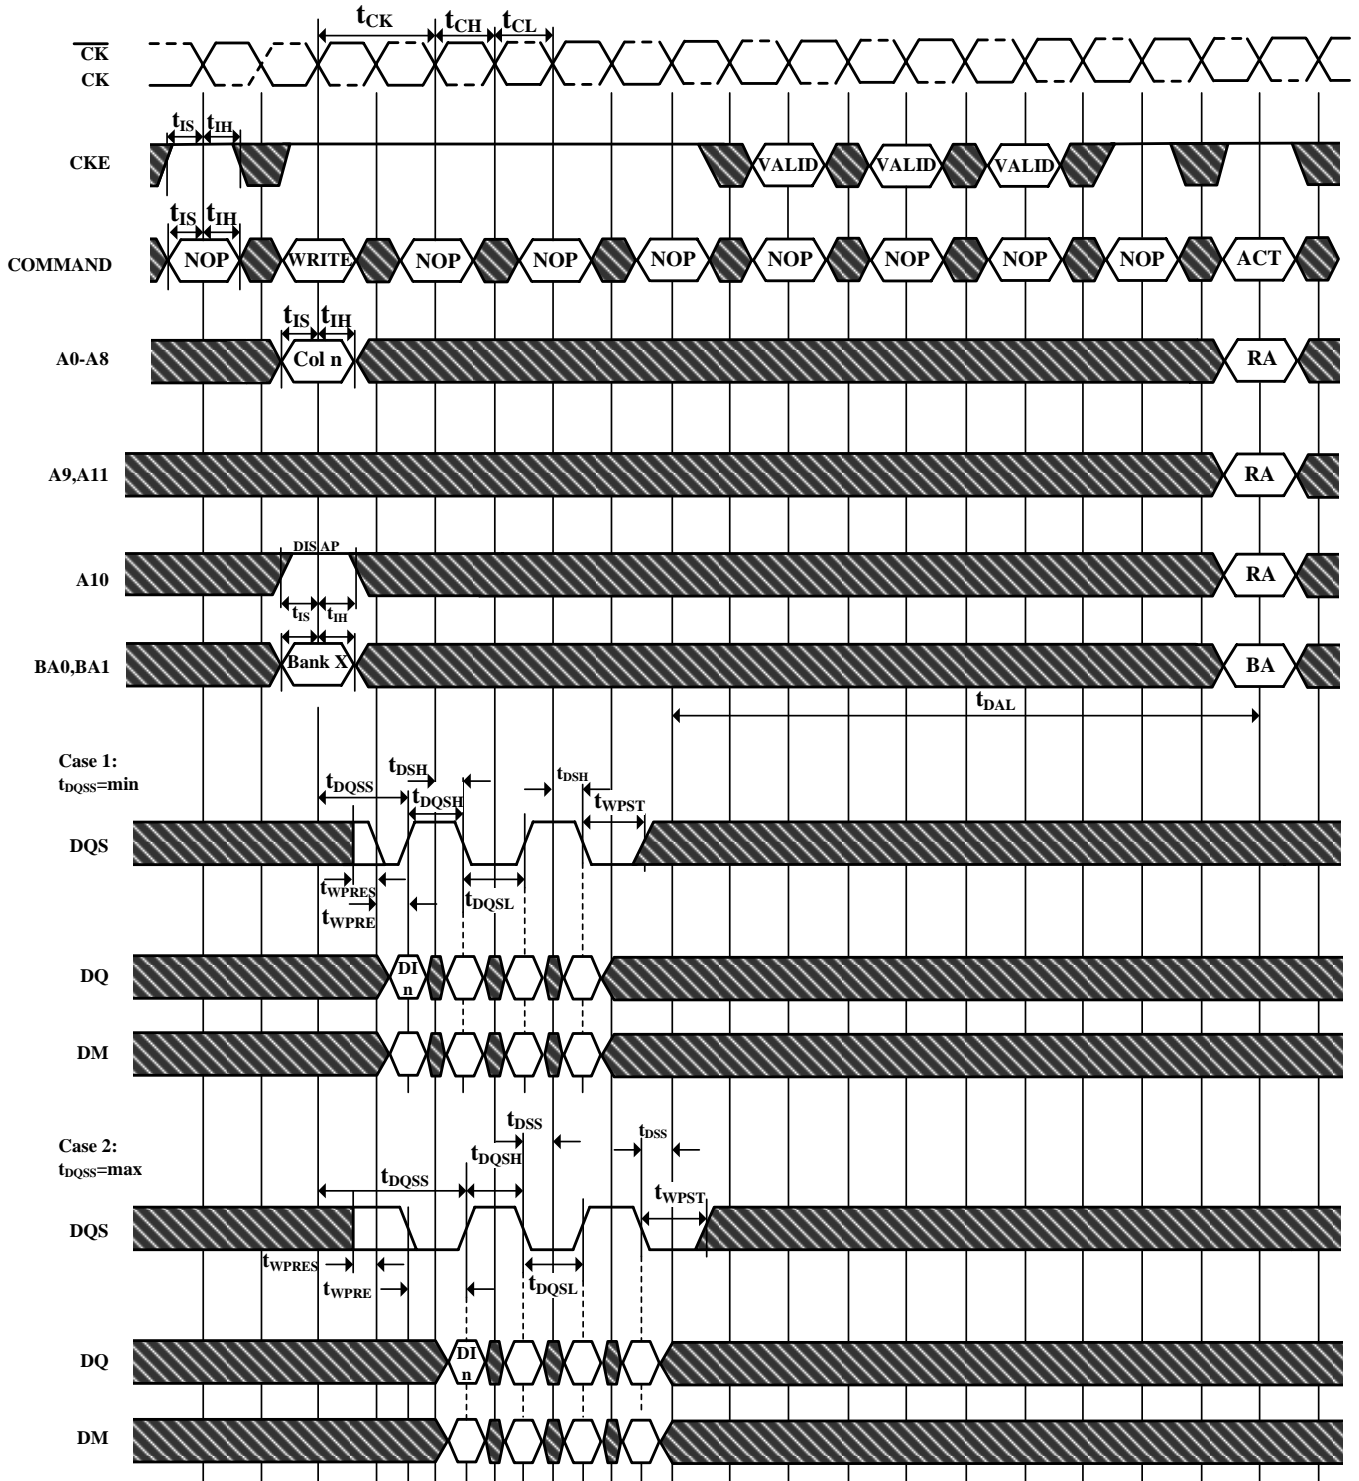 tCK tCH tCL
CK
CK
tIS tIH
CKE VALID VALID VALID
tIS tIH
COMMAND NOP WRITE NOP NOP NOP NOP NOP NOP NOP ACT
tIS tIH
A0-A8 Col n RA
A9,A11 RA
DIS AP
A10 RA
tIS tIH
BA0,BA1 Bank X BA
tDAL
Case 1:
tDQSS=min
tDSH tDSH
tDQSS tDQSH tWPST
DQS
tWPRES tDQSL
tWPRE
DQ DI
n
DM
tDSS tDSS
Case 2:
tDQSS=max
tDQSH
tDQSS tWPST
DQS
tWPRES
tWPRE tDQSL
DQ DI
n
DM